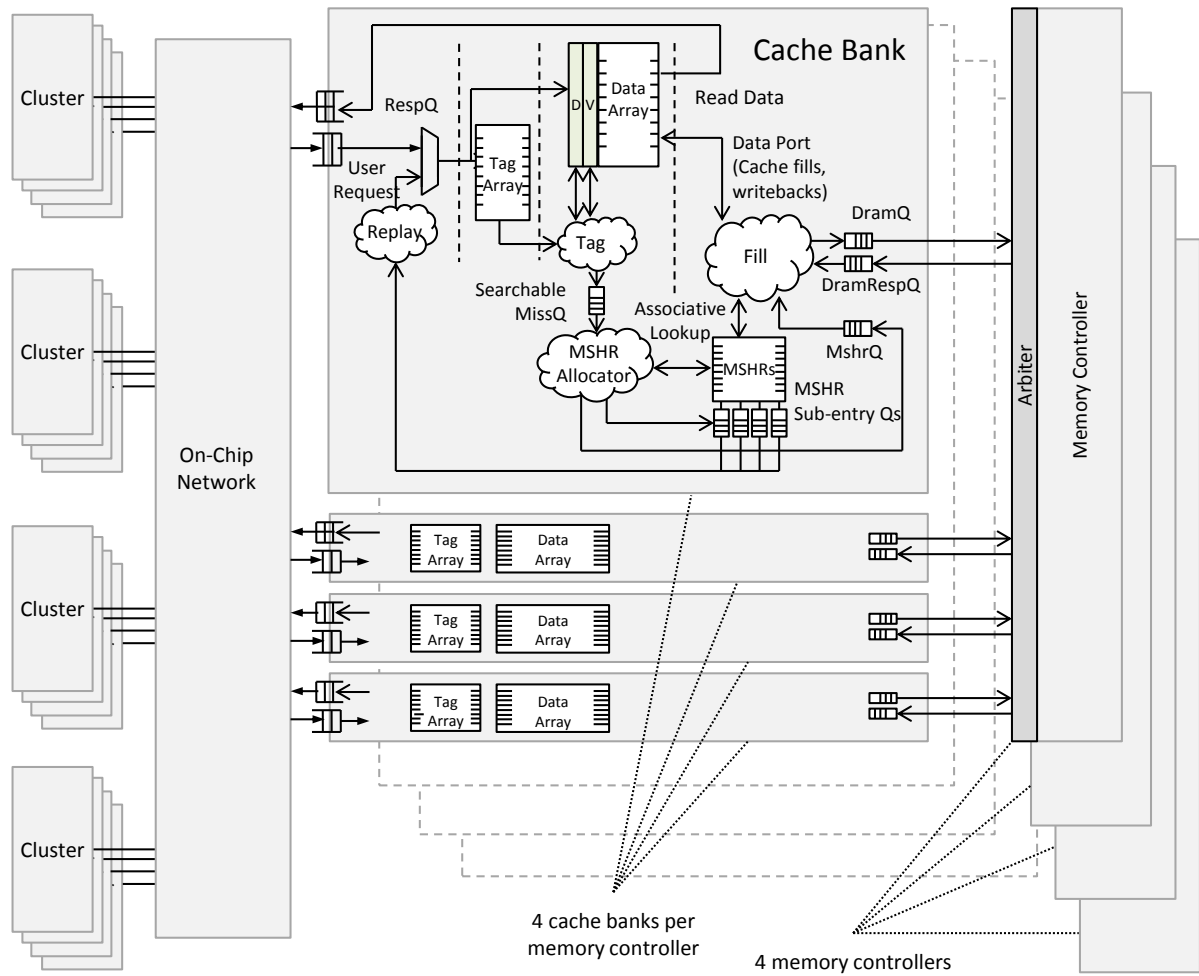 Cache Bank
Cluster
RespQ
D V
Data
Array
Read Data
User
Request
Tag
Array
Data Port
(Cache fills,
writebacks)
Replay
Tag
Fill
DramQ
DramRespQ
Searchable
MissQ
Associative
Lookup
MshrQ
MSHR
Allocator
MSHRs
MSHR
Sub-entry Qs
Cluster
On-Chip
Network
Arbiter
Memory Controller
Tag
Array
Data
Array
Cluster
Tag
Array
Data
Array
Tag
Array
Data
Array
Cluster
4 cache banks per
memory controller
4 memory controllers